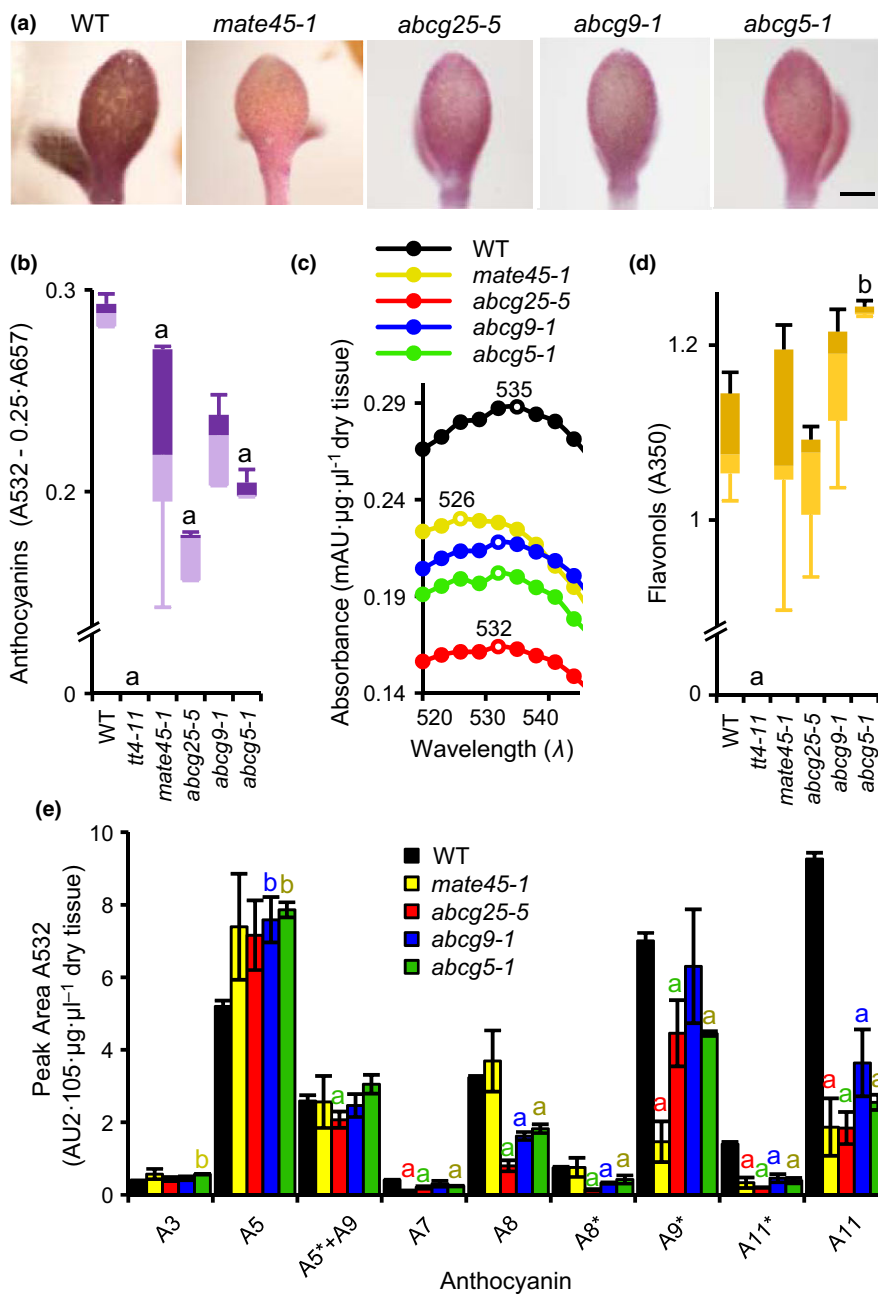 (a) WT mate45-1 abcg25-5 abcg9-1 abcg5-1
(b)
Anthocyanins (A532 - 0.25·A657)
0.3
0.2
0
a
a
a
a
WT
tt4-11
mate45-1
abcg25-5
abcg9-1
abcg5-1
(c)
WT
mate45-1
abcg25-5
abcg9-1
abcg5-1
Absorbance (mAU·µg·µl⁻¹ dry tissue)
0.29
0.24
0.19
0.14
535
526
532
520 530 540
Wavelength (λ)
(d)
Flavonols (A350)
1.2
1
0
a
b
WT
tt4-11
mate45-1
abcg25-5
abcg9-1
abcg5-1
(e)
Peak Area A532
(AU2·105·µg·µl⁻¹ dry tissue)
10
8
6
4
2
0
WT
mate45-1
abcg25-5
abcg9-1
abcg5-1
b
b b
a
a a a
a a a
a a a
a a a
a a a a
a a a a
A3 A5 A5*+A9 A7 A8 A8* A9* A11* A11
Anthocyanin